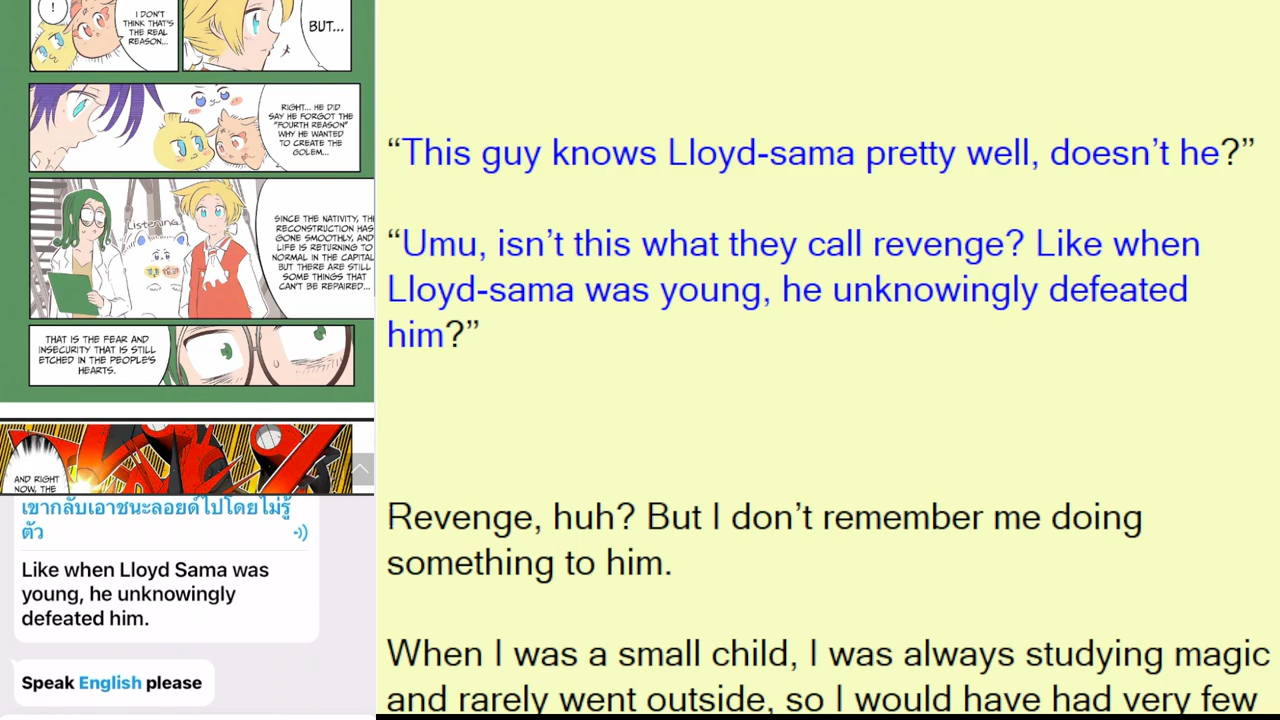 !
I DON'T
THINK THAT'S
THE REAL
REASON...
BUT...
RIGHT... HE DID
SAY HE FORGOT THE
"FOURTH REASON"
WHY HE WANTED
TO CREATE THE
GOLEM...
Listening
SINCE THE NATIVITY, TH
RECONSTRUCTION HAS
GONE SMOOTHLY, AND
LIFE IS RETURNING TO
NORMAL IN THE CAPITAL
BUT THERE ARE STILL
SOME THINGS THAT
CAN'T BE REPAIRED...
THAT IS THE FEAR AND
INSECURITY THAT IS STILL
ETCHED IN THE PEOPLE'S
HEARTS.
AND RIGHT
NOW, THE
เขากลับเอาชนะลอยด์ไปโดยไม่รู้
ตัว
Like when Lloyd Sama was
young, he unknowingly
defeated him.
Speak English please
“This guy knows Lloyd-sama pretty well, doesn’t he?”
“Umu, isn’t this what they call revenge? Like when
Lloyd-sama was young, he unknowingly defeated
him?”
Revenge, huh? But I don’t remember me doing
something to him.
When I was a small child, I was always studying magic
and rarely went outside, so I would have had very few